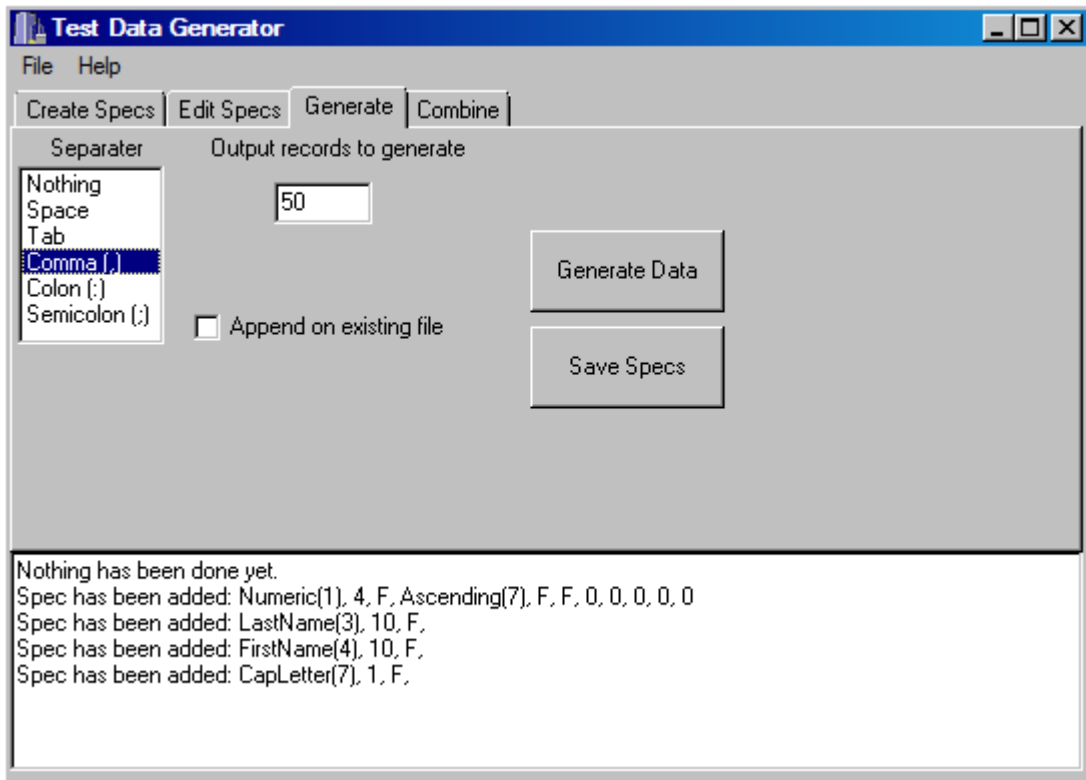 Test Data Generator
File Help
Create Specs Edit Specs Generate Combine
Separater Output records to generate
Nothing
50
Space
Tab
Comma (,)
Generate Data
Colon (:)
Semicolon (;)
Append on existing file
Save Specs
Nothing has been done yet.
Spec has been added: Numeric(1), 4, F, Ascending(7), F, F, 0, 0, 0, 0, 0
Spec has been added: LastName(3), 10, F,
Spec has been added: FirstName(4), 10, F,
Spec has been added: CapLetter(7), 1, F,